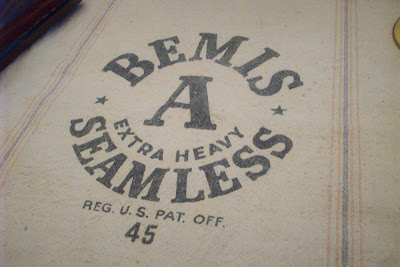 BEMIS
A
EXTRA HEAVY
SEAMLESS
REG. U.S. PAT. OFF.
45